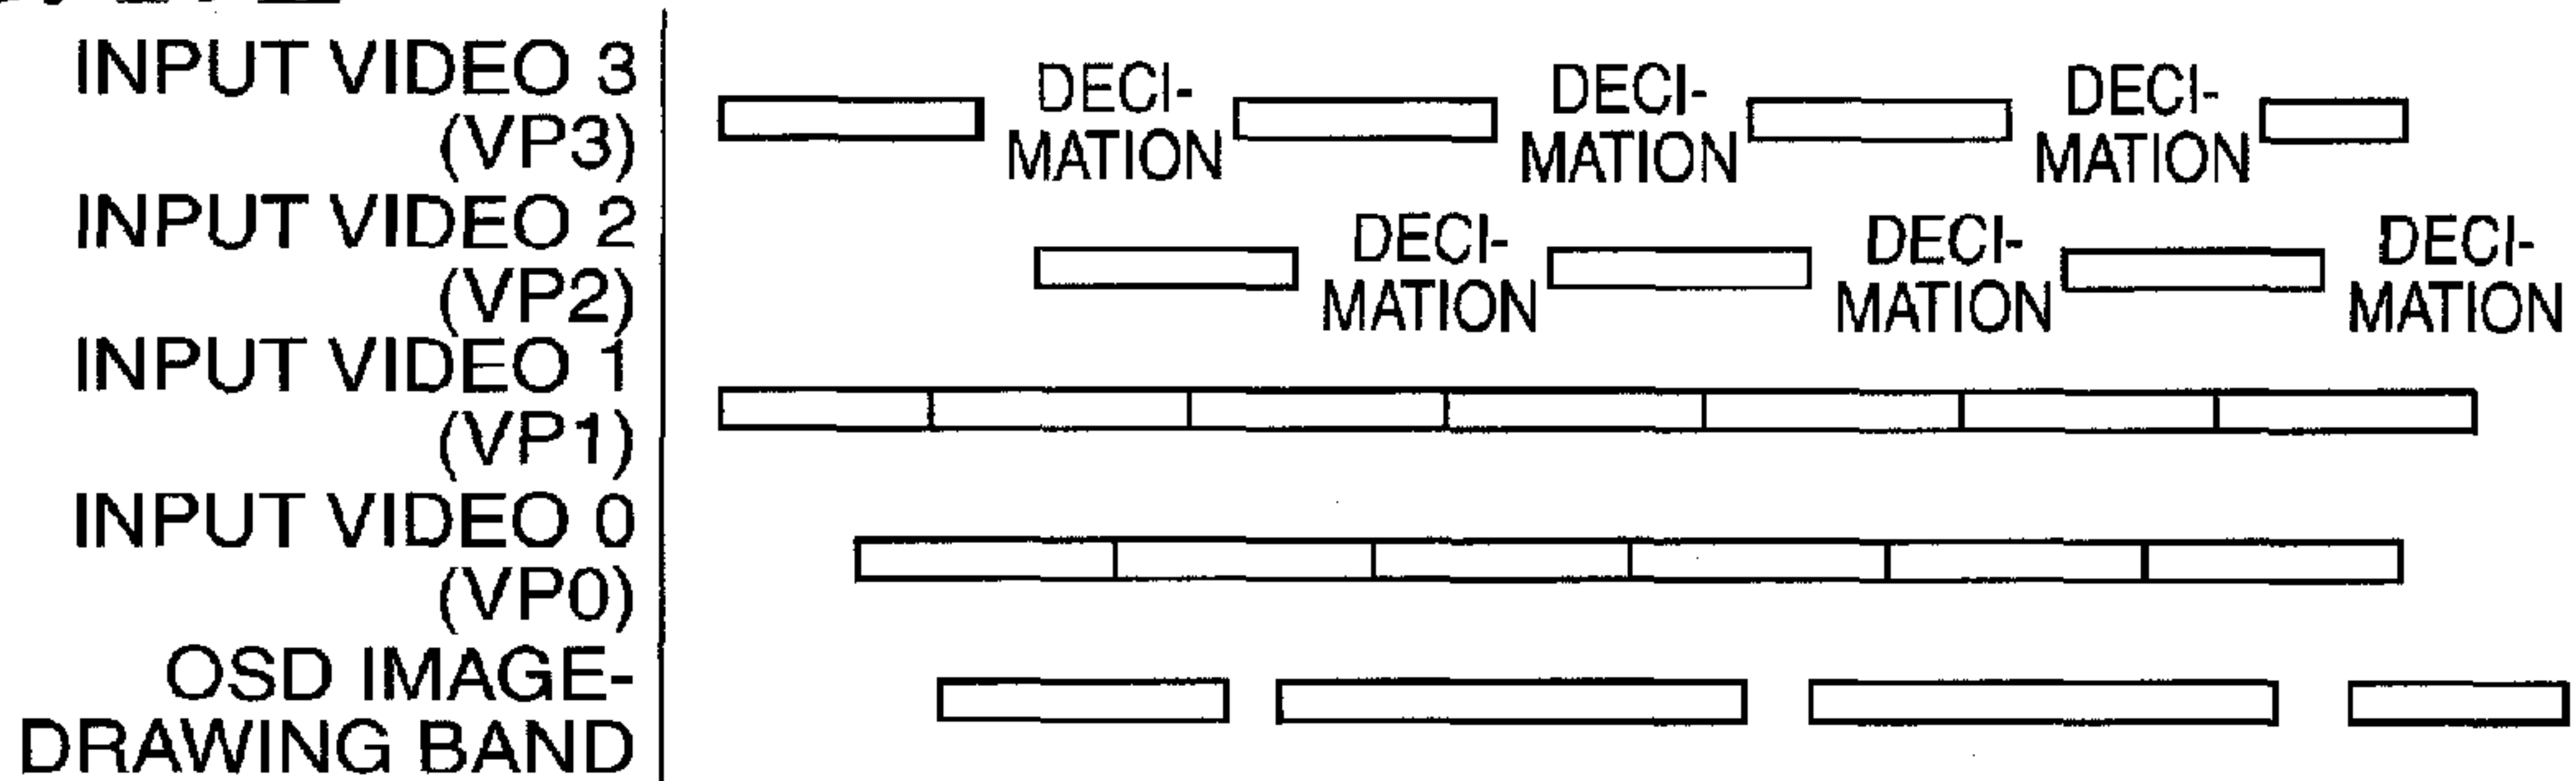 INPUT VIDEO 3
(VP3)
DECI-
MATION
DECI-
MATION
DECI-
MATION
INPUT VIDEO 2
(VP2)
DECI-
MATION
DECI-
MATION
DECI-
MATION
INPUT VIDEO 1
(VP1)
INPUT VIDEO 0
(VP0)
OSD IMAGE-
DRAWING BAND